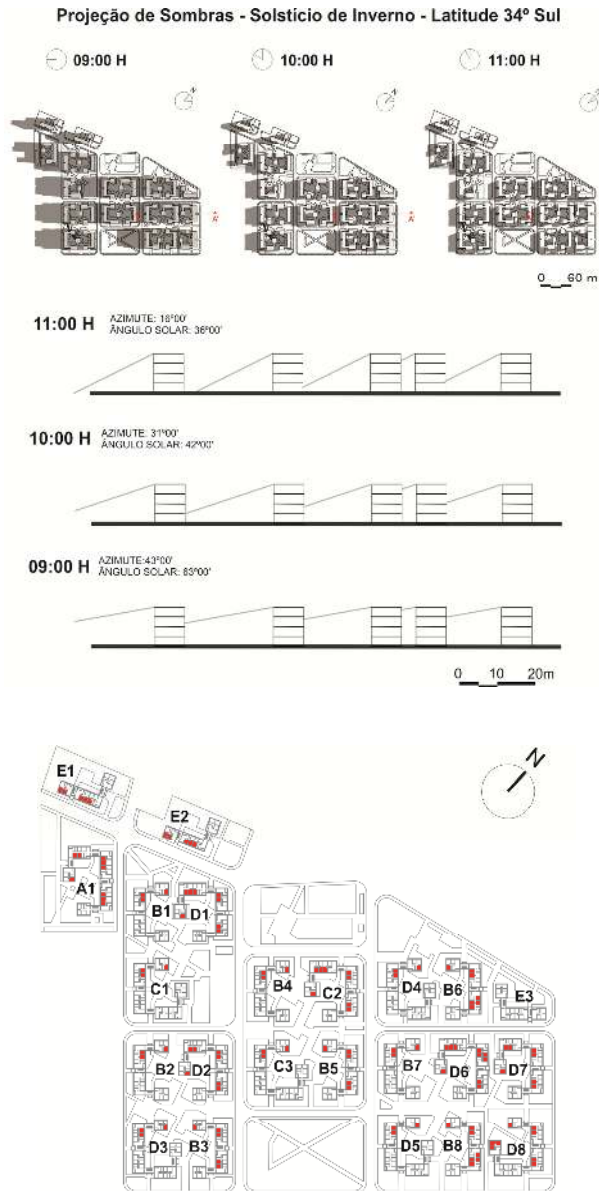 Projeção de Sombras - Solstício de Inverno - Latitude 34º Sul
09:00 H
10:00 H
11:00 H
0 60 m
11:00 H
AZIMUTE: 16º00'
ÂNGULO SOLAR: 36º00'
10:00 H
AZIMUTE: 31º00'
ÂNGULO SOLAR: 42º00'
09:00 H
AZIMUTE:43º00'
ÂNGULO SOLAR: 63º00'
0 10 20m
N
E1
E2
A1
B1 D1
C1
B4
C2
D4 B6
E3
B2 D2
C3 B5
B7
D6
D7
D3 B3
D5 B8 D8